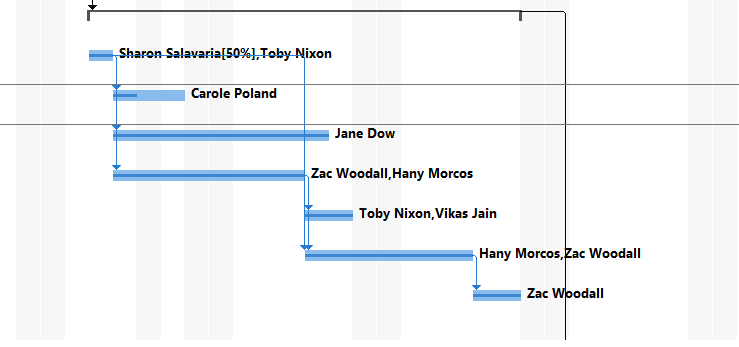 Sharon Salavaria[50%],Toby Nixon
Carole Poland
Jane Dow
Zac Woodall,Hany Morcos
Toby Nixon,Vikas Jain
Hany Morcos,Zac Woodall
Zac Woodall